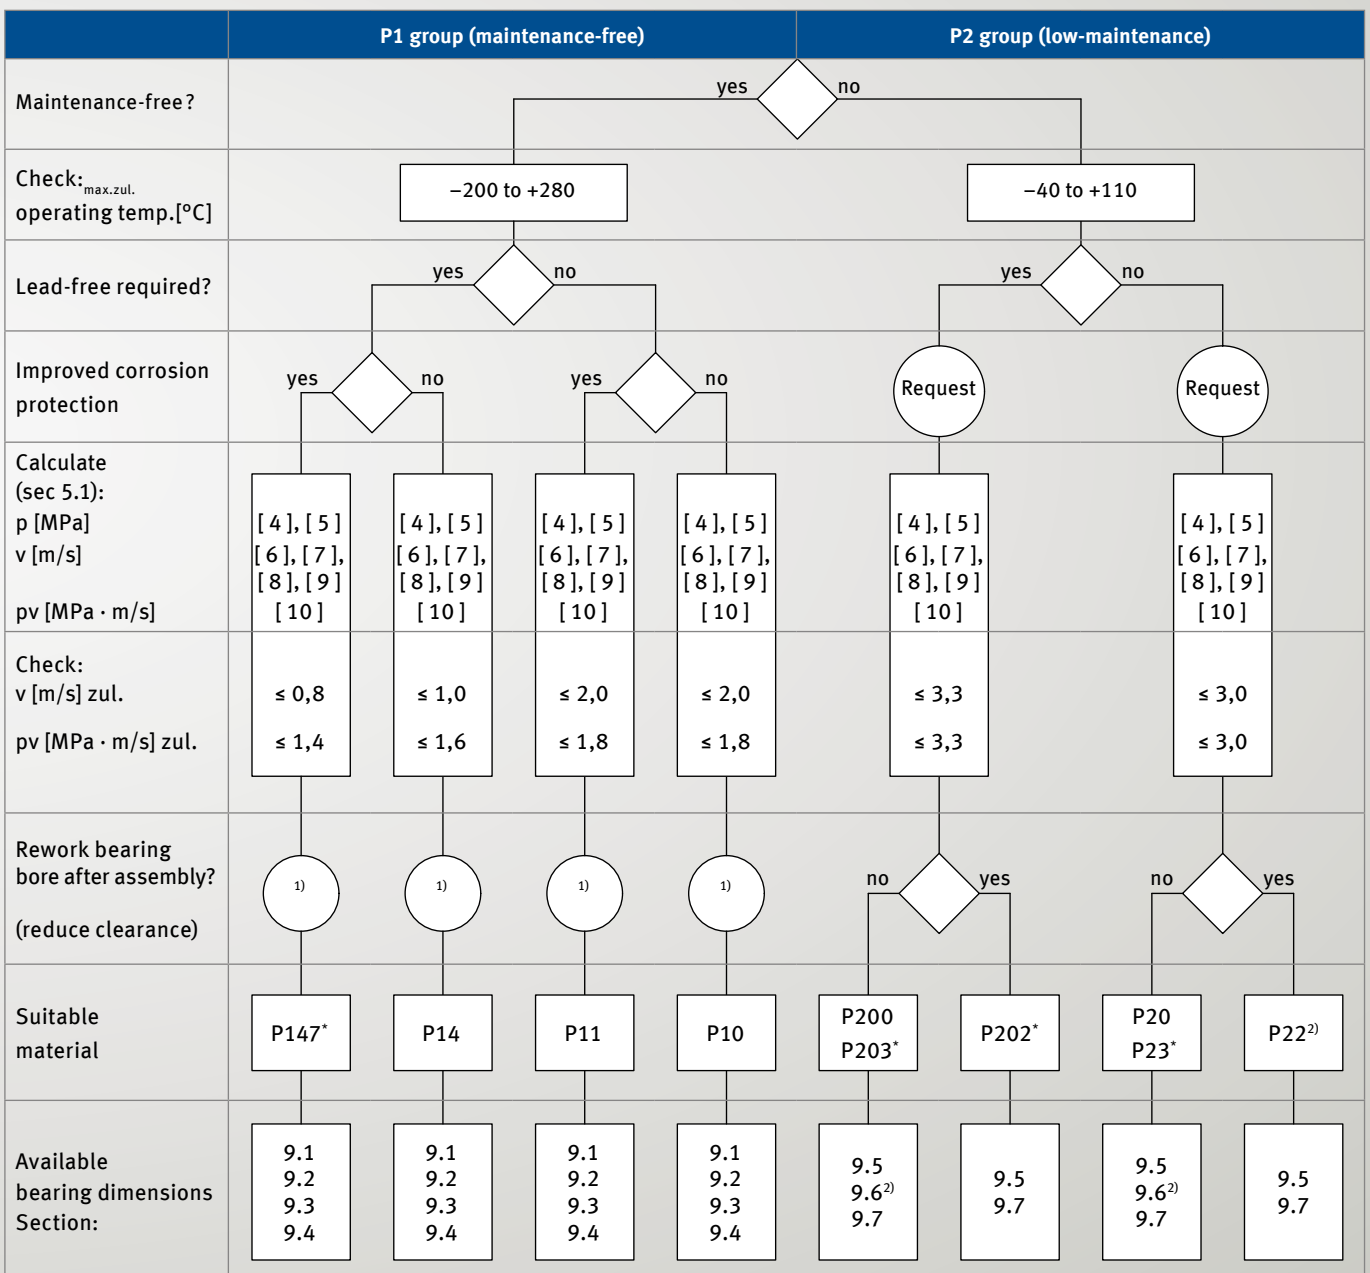 P1 group (maintenance-free) P2 group (low-maintenance)
Maintenance-free? yes no
Check: max.zul.
operating temp.[°C]
–200 to +280 –40 to +110
Lead-free required? yes no yes no
Improved corrosion
protection
yes no yes no Request Request
Calculate
(sec 5.1):
p [MPa] [ 4 ], [ 5 ] [ 4 ], [ 5 ] [ 4 ], [ 5 ] [ 4 ], [ 5 ] [ 4 ], [ 5 ] [ 4 ], [ 5 ]
v [m/s] [ 6 ], [ 7 ], [ 6 ], [ 7 ], [ 6 ], [ 7 ], [ 6 ], [ 7 ], [ 6 ], [ 7 ], [ 6 ], [ 7 ],
[ 8 ], [ 9 ] [ 8 ], [ 9 ] [ 8 ], [ 9 ] [ 8 ], [ 9 ] [ 8 ], [ 9 ] [ 8 ], [ 9 ]
pv [MPa · m/s] [ 10 ] [ 10 ] [ 10 ] [ 10 ] [ 10 ] [ 10 ]
Check:
v [m/s] zul. ≤ 0,8 ≤ 1,0 ≤ 2,0 ≤ 2,0 ≤ 3,3 ≤ 3,0
pv [MPa · m/s] zul. ≤ 1,4 ≤ 1,6 ≤ 1,8 ≤ 1,8 ≤ 3,3 ≤ 3,0
Rework bearing
bore after assembly?
(reduce clearance)
1) 1) 1) 1) no yes no yes
Suitable
material
P147* P14 P11 P10 P200 P202* P20 P222)
P203* P23*
Available
bearing dimensions
Section:
9.1 9.1 9.1 9.1 9.5 9.5 9.5 9.5
9.2 9.2 9.2 9.2 9.62) 9.7 9.62) 9.7
9.3 9.3 9.3 9.3 9.7 9.7
9.4 9.4 9.4 9.4